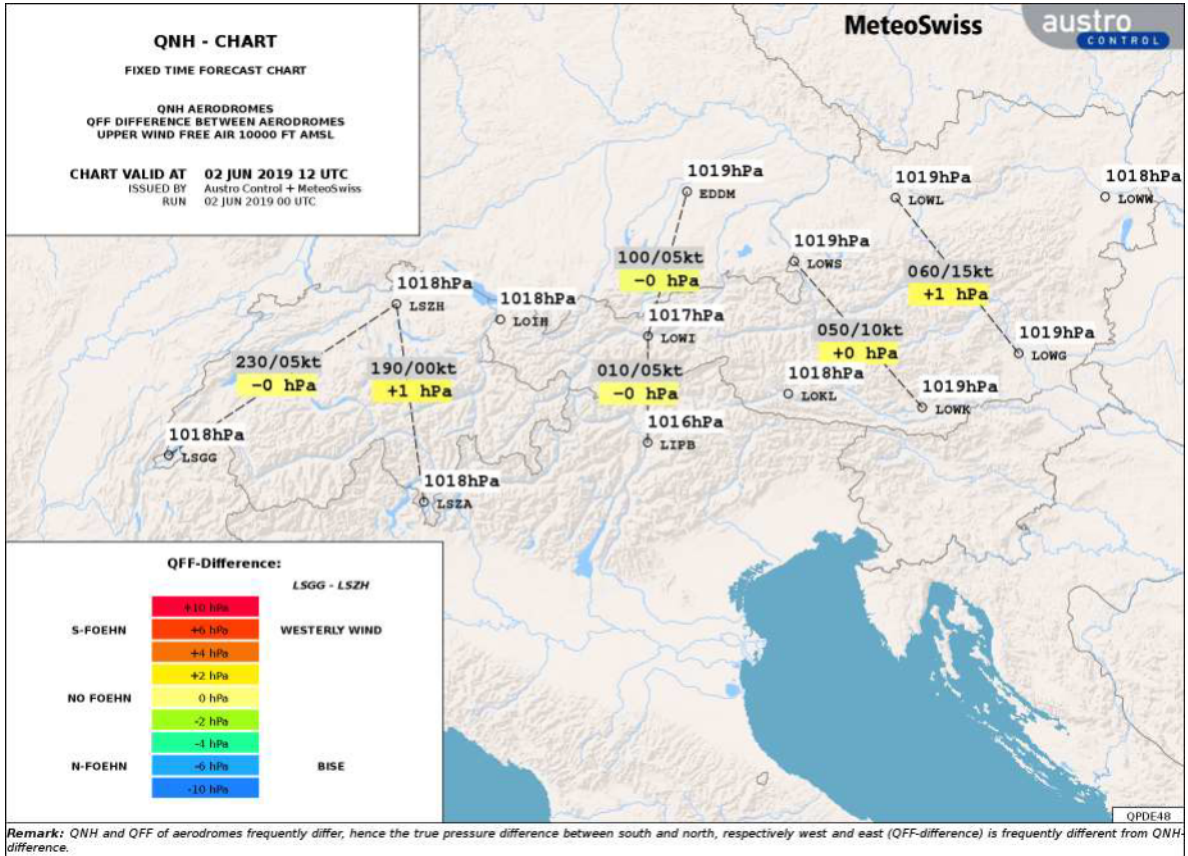 QNH - CHART
FIXED TIME FORECAST CHART
QNH AERODROMES
QFF DIFFERENCE BETWEEN AERODROMES
UPPER WIND FREE AIR 10000 FT AMSL
CHART VALID AT 02 JUN 2019 12 UTC
ISSUED BY Austro Control + MeteoSwiss
RUN 02 JUN 2019 00 UTC
MeteoSwiss
austro
CONTROL
1019hPa
EDDM
1019hPa
LOWL
1018hPa
LOWW
100/05kt
-0 hPa
1019hPa
LOWS
060/15kt
+1 hPa
1018hPa
LSZH
1018hPa
LOIH
1017hPa
LOWI
050/10kt
+0 hPa
1019hPa
LOWG
230/05kt
-0 hPa
190/00kt
+1 hPa
010/05kt
-0 hPa
1018hPa
LOKL
1019hPa
LOWK
1018hPa
LSGG
1016hPa
LIPB
1018hPa
LSZA
QFF-Difference:
LSGG - LSZH
+10 hPa
S-FOEHN +6 hPa WESTERLY WIND
+4 hPa
+2 hPa
NO FOEHN 0 hPa
-2 hPa
-4 hPa
N-FOEHN -6 hPa BISE
-10 hPa
QPDE48
Remark: QNH and QFF of aerodromes frequently differ, hence the true pressure difference between south and north, respectively west and east (QFF-difference) is frequently different from QNH-
difference.